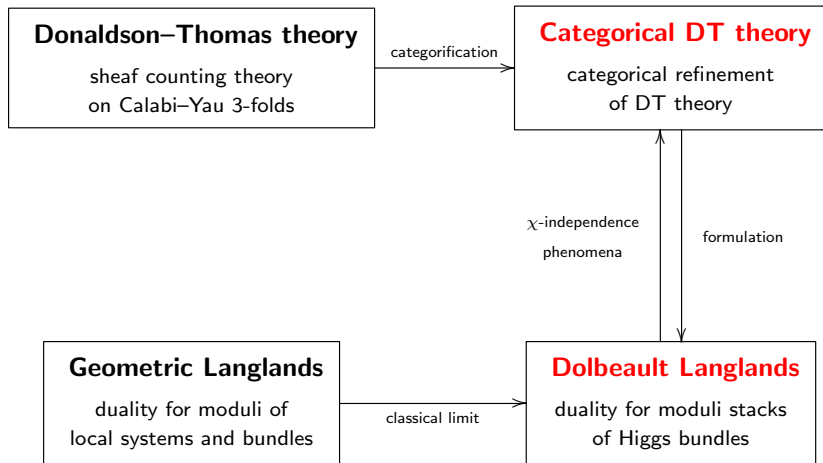 Donaldson–Thomas theory
sheaf counting theory
on Calabi–Yau 3-folds
categorification
Categorical DT theory
categorical refinement
of DT theory
χ-independence
phenomena
formulation
Geometric Langlands
duality for moduli of
local systems and bundles
classical limit
Dolbeault Langlands
duality for moduli stacks
of Higgs bundles